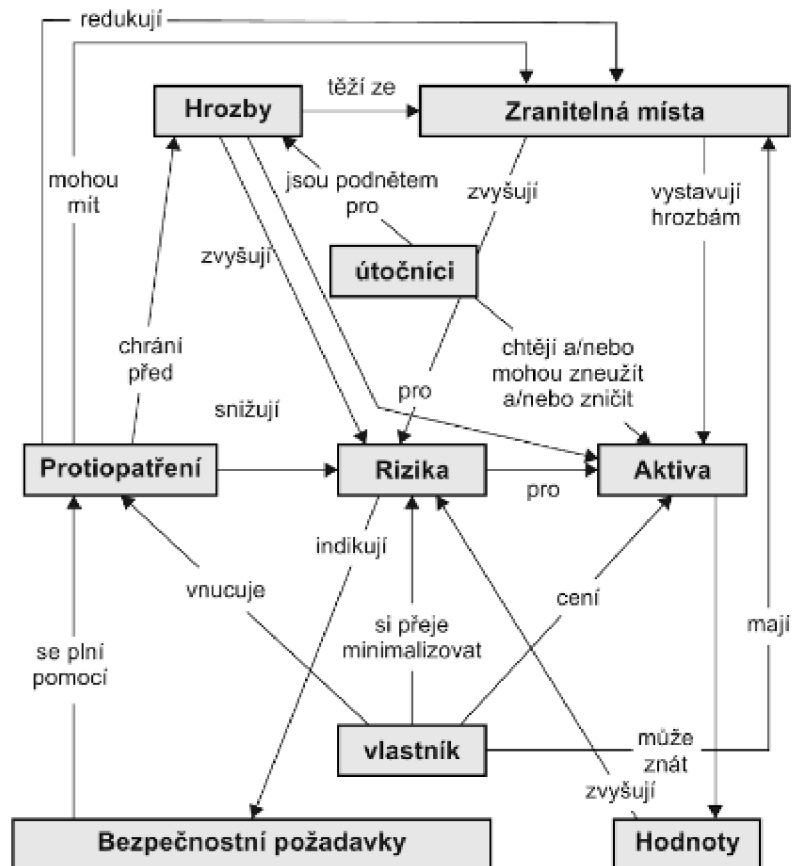 redukují
těží ze
Hrozby
Zranitelná místa
mohou
mít
jsou podnětem
pro
zvyšují
vystavují
hrozbám
zvyšují
útočníci
chrání
před
chtějí a/nebo
mohou zneužít
a/nebo zničit
pro
snižují
Protiopatření
Rizika
pro
Aktiva
indikují
vnucuje
cení
si přeje
minimalizovat
mají
se plní
pomocí
vlastník
může
znát
zvyšují
Bezpečnostní požadavky
Hodnoty